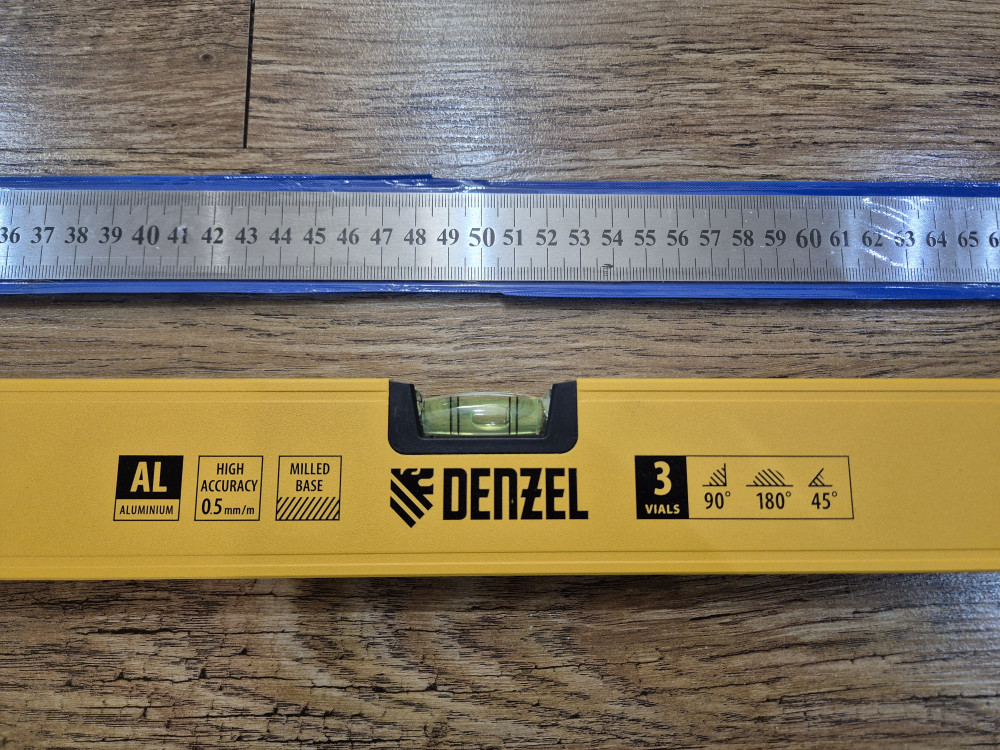 36 37 38 39 40 41 42 43 44 45 46 47 48 49 50 51 52 53 54 55 56 57 58 59 60 61 62 63 64 65 6
AL
ALUMINIUM
HIGH
ACCURACY
0.5 mm/m
MILLED
BASE
DENZEL
3
VIALS
90°
180°
45°